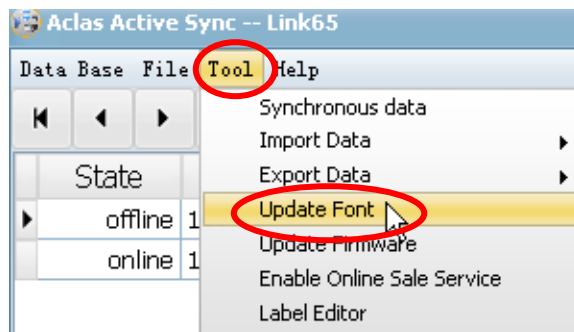 Aclas Active Sync -- Link65
Data Base File Tool Help
Synchronous data
Import Data
State
Export Data
Update Font
offline 1
Update Firmware
online 1
Enable Online Sale Service
Label Editor